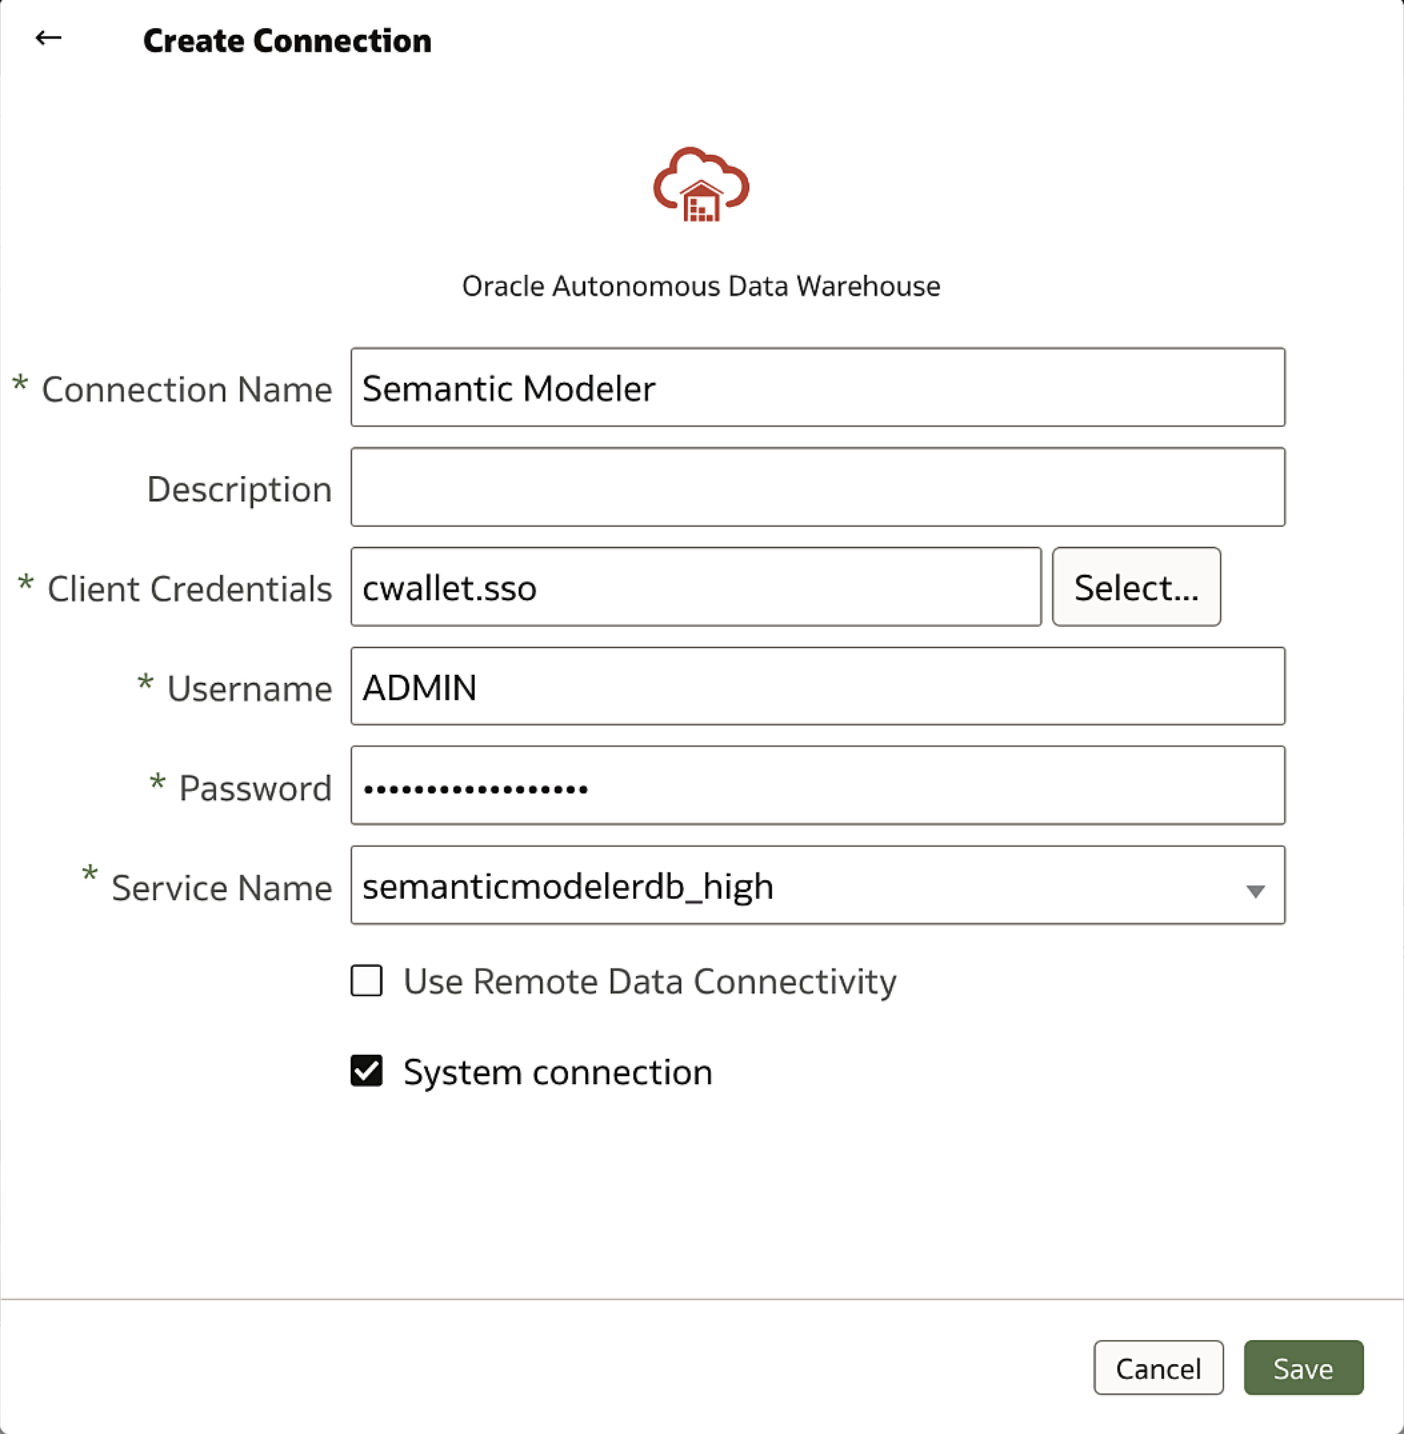 Create Connection
Oracle Autonomous Data Warehouse
* Connection Name Semantic Modeler
Description
* Client Credentials cwallet.sso Select...
* Username ADMIN
* Password ••••••••••••••••••
* Service Name semanticmodelerdb_high
Use Remote Data Connectivity
System connection
Cancel Save